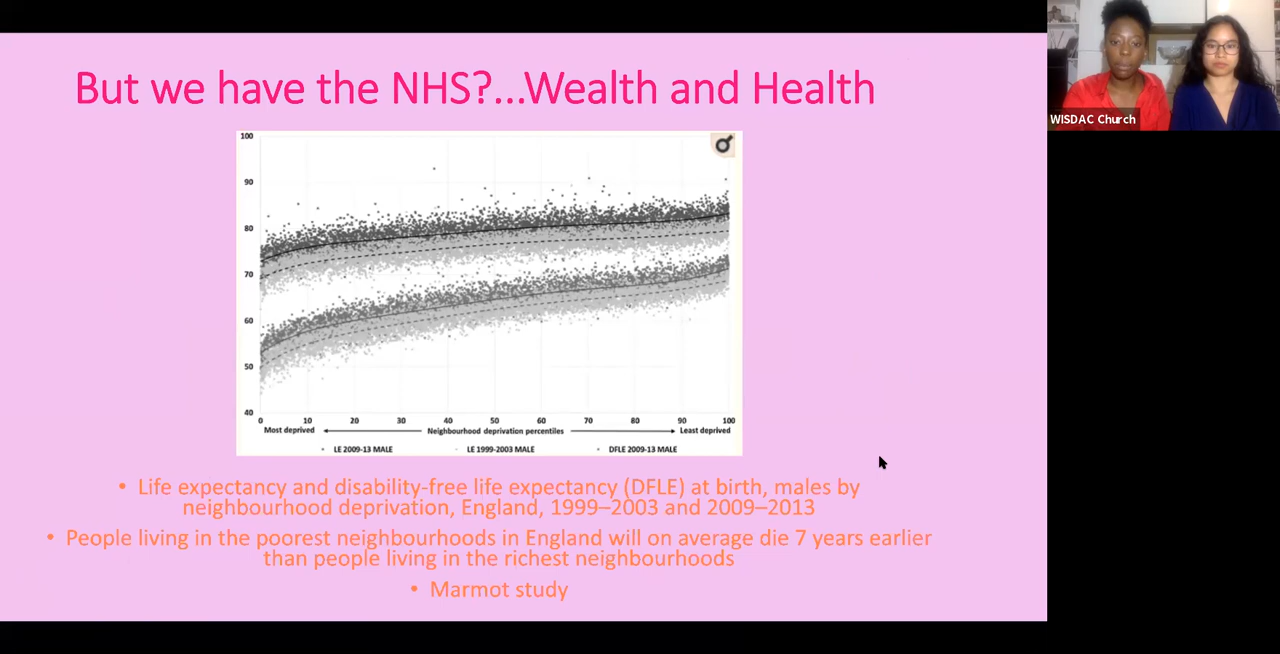 But we have the NHS?...Wealth and Health
WISDAC Church
100
90
80
70
60
50
40
0 10 20 30 40 50 60 70 80 90 100
Most deprived Neighbourhood deprivation percentiles Least deprived
LE 2009-13 MALE LE 1999-2003 MALE DFLE 2009-13 MALE
• Life expectancy and disability-free life expectancy (DFLE) at birth, males by
neighbourhood deprivation, England, 1999–2003 and 2009–2013
• People living in the poorest neighbourhoods in England will on average die 7 years earlier
than people living in the richest neighbourhoods
• Marmot study